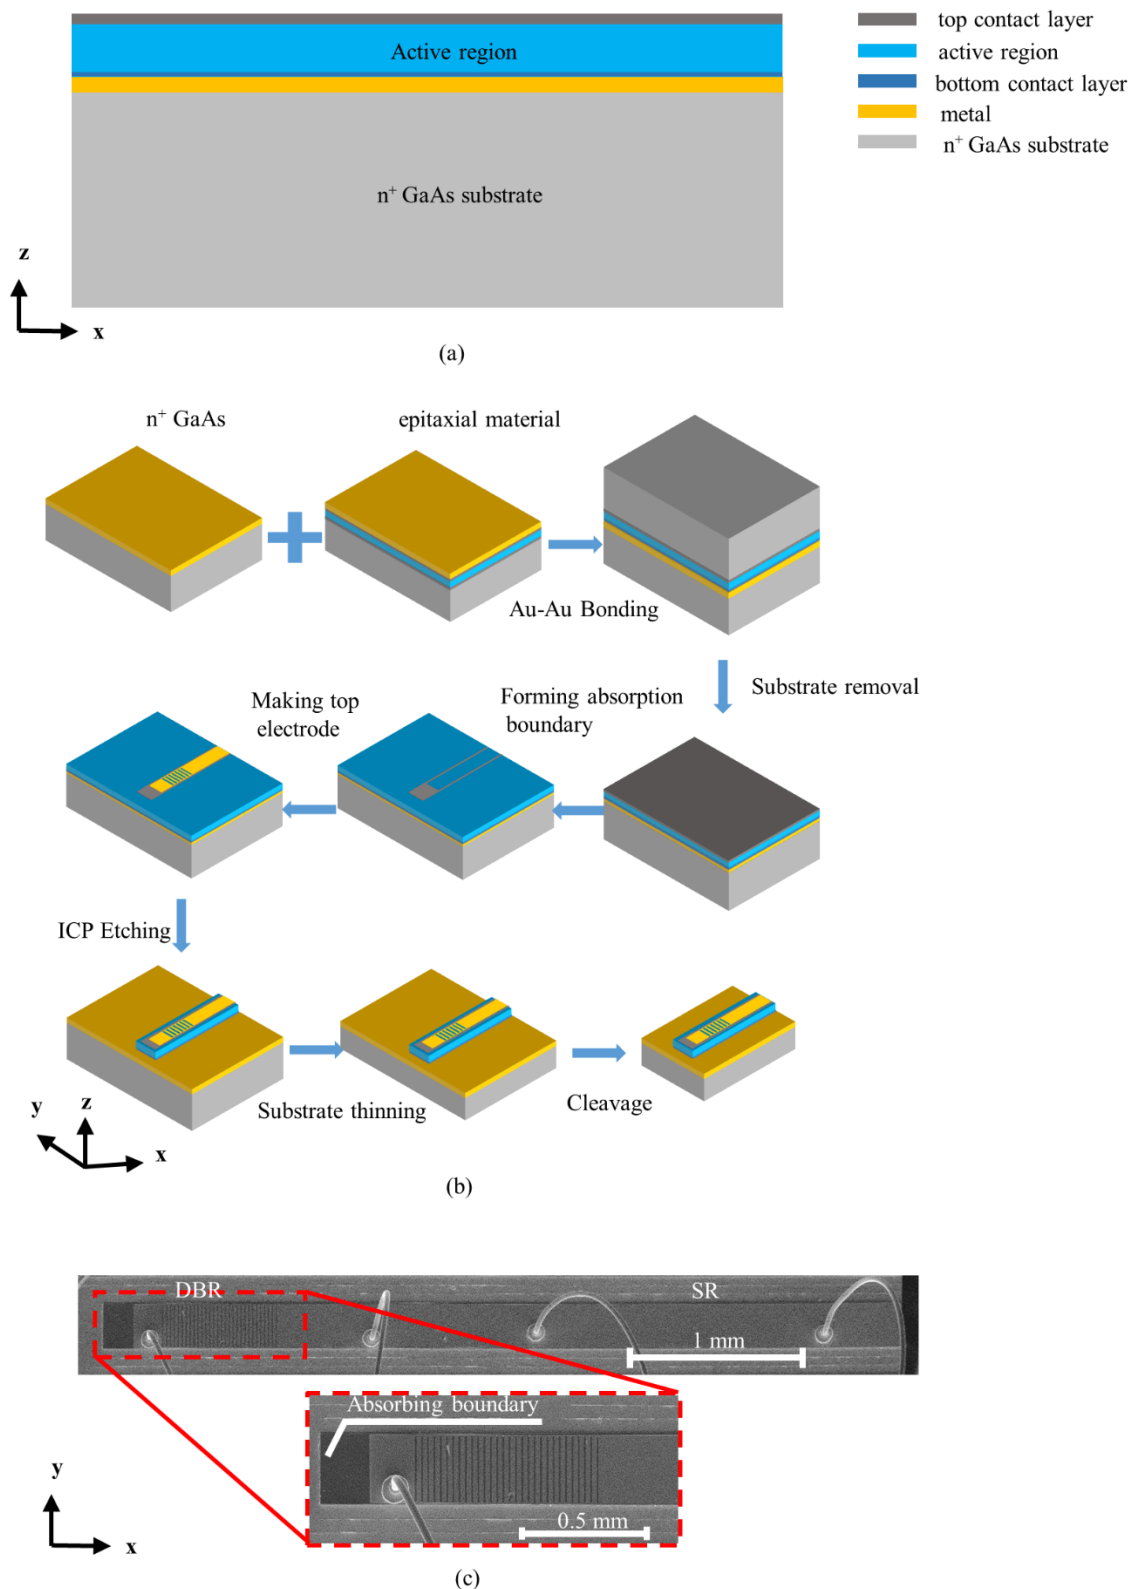 top contact layer
Active region
active region
bottom contact layer
metal
n⁺ GaAs substrate
n⁺ GaAs substrate
z
x
(a)
n⁺ GaAs
epitaxial material
Au-Au Bonding
Substrate removal
Forming absorption
boundary
Making top
electrode
ICP Etching
Substrate thinning
Cleavage
y
z
x
(b)
DBR
SR
1 mm
Absorbing boundary
0.5 mm
y
x
(c)